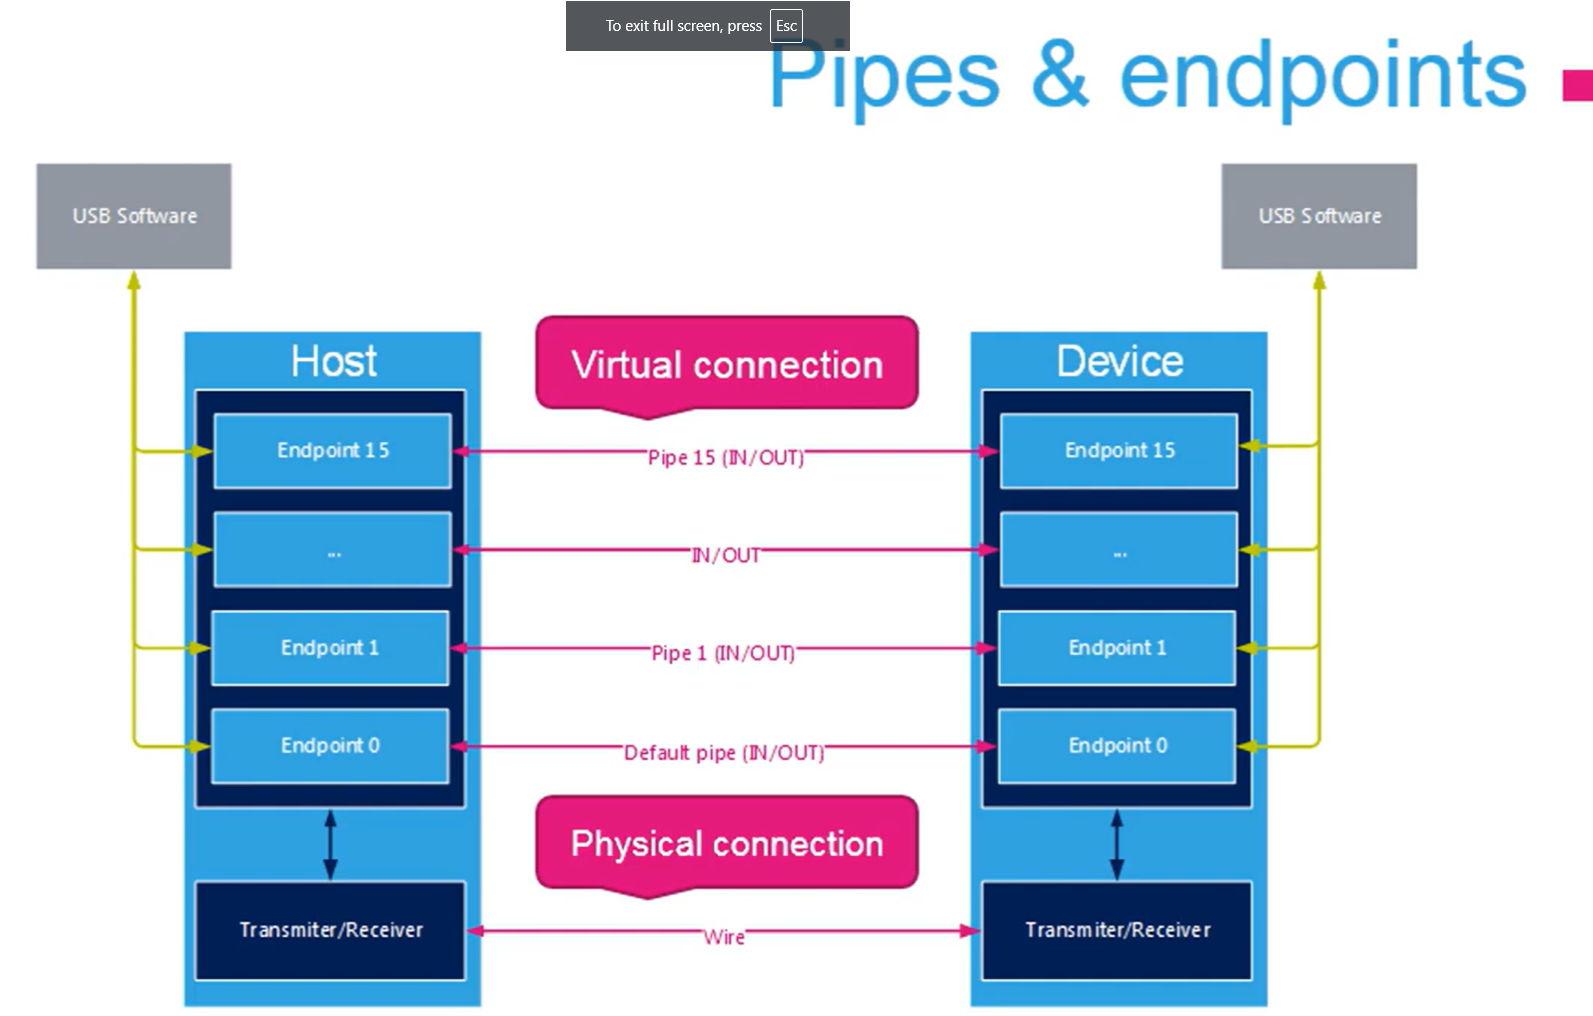 To exit full screen, press Esc
Pipes & endpoints
USB Software
USB Software
Host
Virtual connection
Device
Endpoint 15
Pipe 15 (IN/OUT)
Endpoint 15
...
IN/OUT
...
Endpoint 1
Pipe 1 (IN/OUT)
Endpoint 1
Endpoint 0
Default pipe (IN/OUT)
Endpoint 0
Physical connection
Transmiter/Receiver
Wire
Transmiter/Receiver